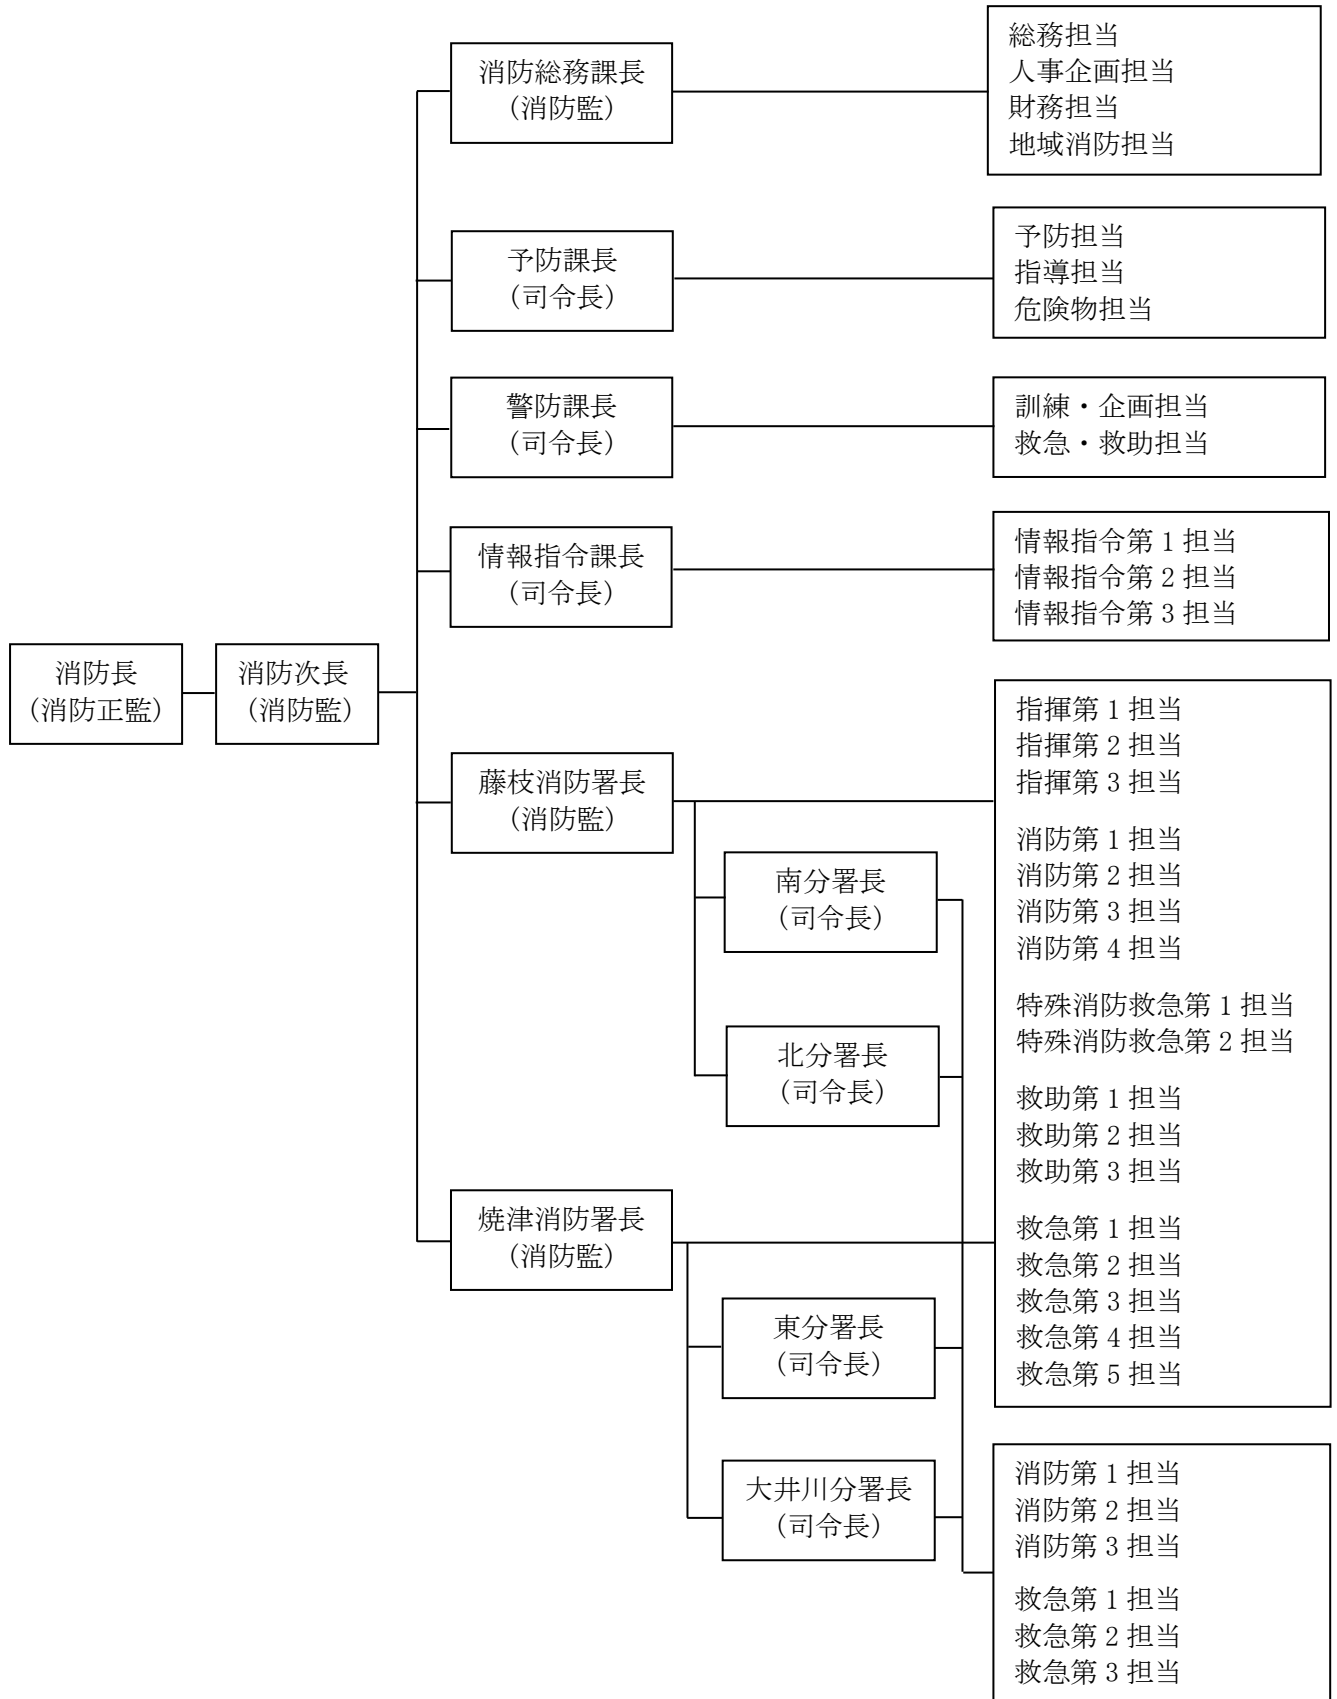 消防長
(消防正監)
消防次長
(消防監)
消防総務課長
(消防監)
総務担当
人事企画担当
財務担当
地域消防担当
予防課長
(司令長)
予防担当
指導担当
危険物担当
警防課長
(司令長)
訓練・企画担当
救急・救助担当
情報指令課長
(司令長)
情報指令第1担当
情報指令第2担当
情報指令第3担当
藤枝消防署長
(消防監)
南分署長
(司令長)
北分署長
(司令長)
焼津消防署長
(消防監)
東分署長
(司令長)
大井川分署長
(司令長)
指揮第1担当
指揮第2担当
指揮第3担当
消防第1担当
消防第2担当
消防第3担当
消防第4担当
特殊消防救急第1担当
特殊消防救急第2担当
救助第1担当
救助第2担当
救助第3担当
救急第1担当
救急第2担当
救急第3担当
救急第4担当
救急第5担当
消防第1担当
消防第2担当
消防第3担当
救急第1担当
救急第2担当
救急第3担当